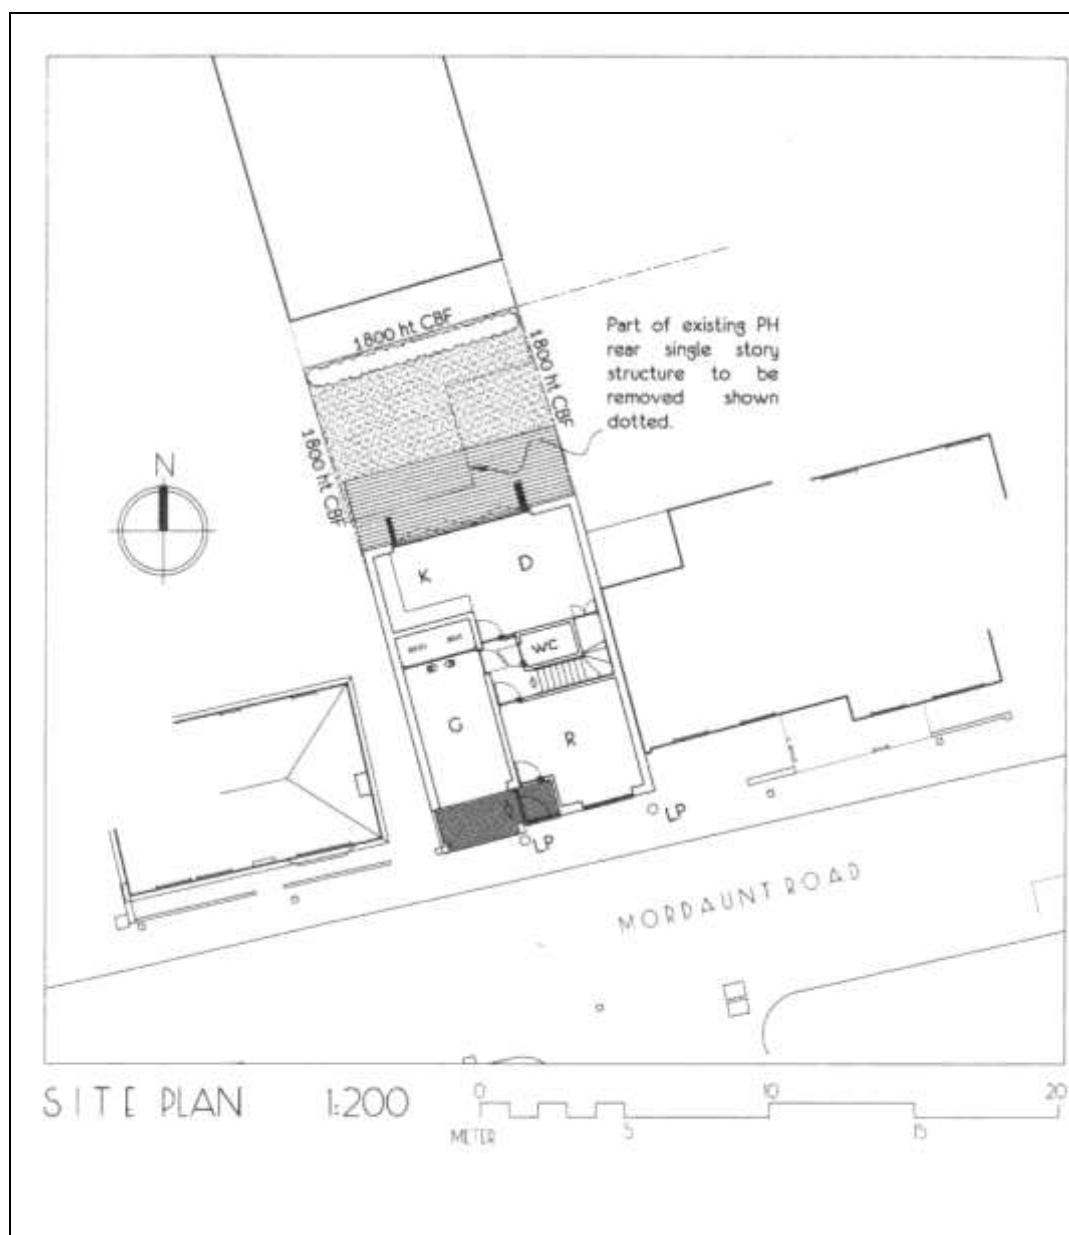 1800 ht CBF
1800 ht CBF
Part of existing PH
rear single story
structure to be
removed shown
dotted.
1800 ht CBF
N
K
D
WC
G
R
LP
LP
MORDAUNT ROAD
SITE PLAN 1:200
0
10
20
METER
5
15